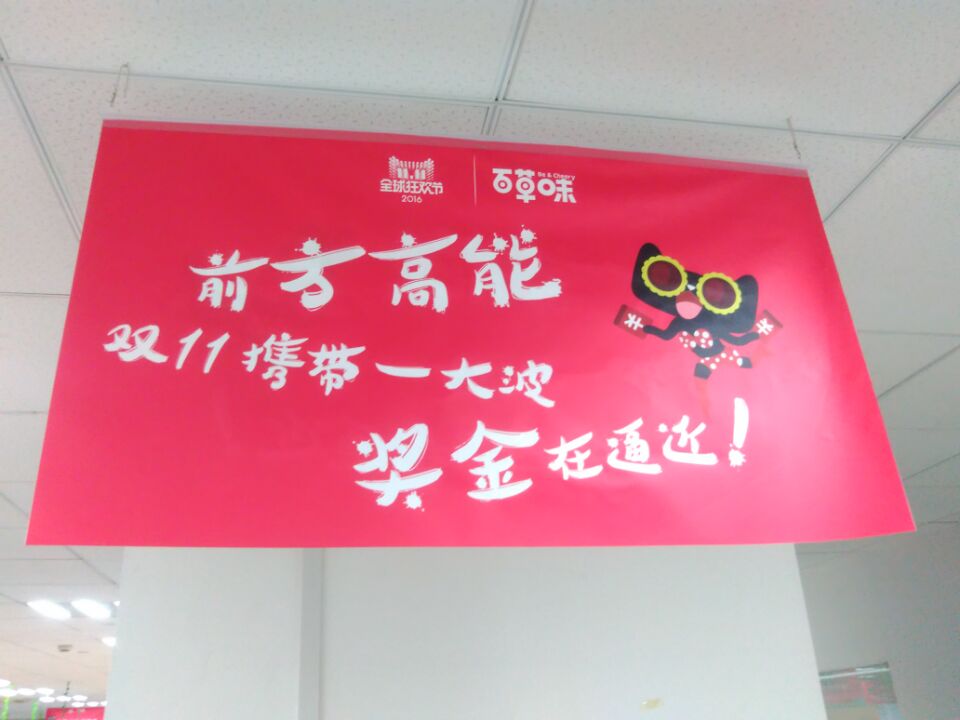 11.11
全球狂欢节
2016
百草味
Be & Cheery
前方高能
双11携带一大波
奖金在逼近!